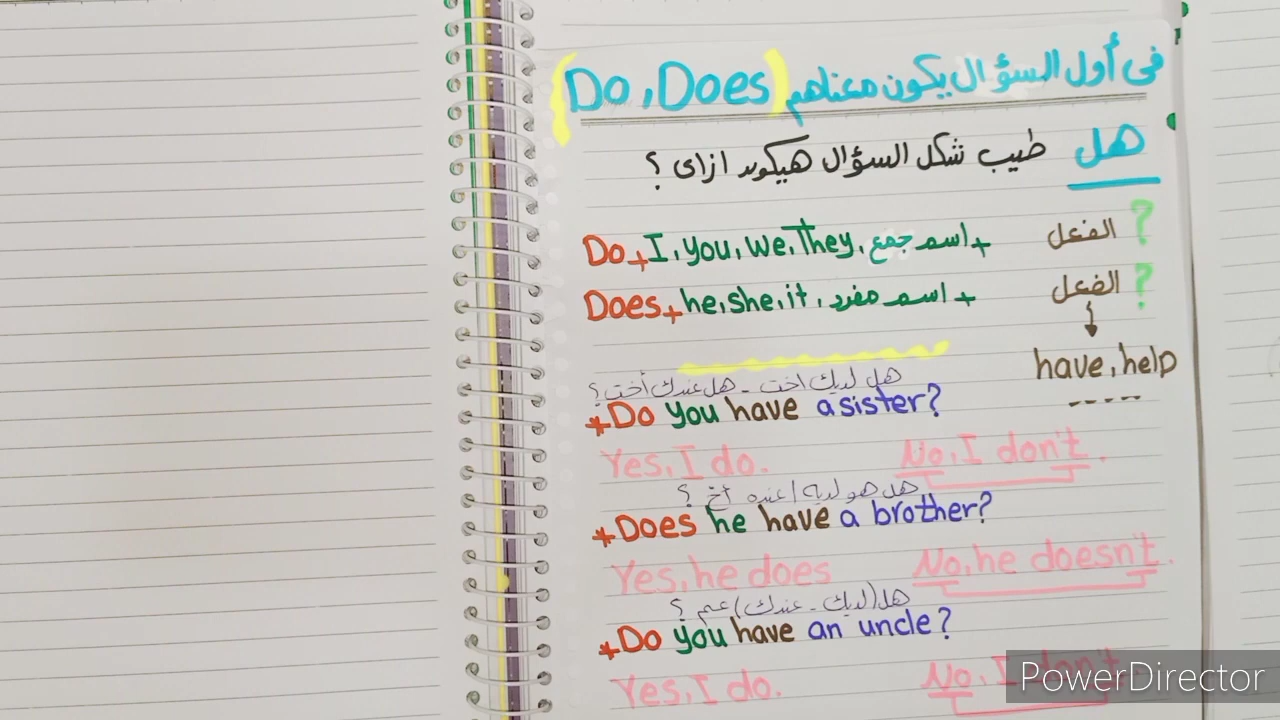 فى أول السؤال يكون معناهم (Do, Does)
هل طيب شكل السؤال هيكون ازاى ؟
Do + I, you, we, They, اسم جمع + الفعل ?
Does + he, she, it, اسم مفرد + الفعل ?
have, help
-----
هل لديك اخت - هل عندك أخت ؟
*Do you have a sister?
Yes, I do. No, I don't.
هل هو لديه / عنده أخ ؟
*Does he have a brother?
Yes, he does No, he doesn't.
هل (لديك - عندك) عم ؟
*Do you have an uncle?
Yes, I do. No, I don't
PowerDirector